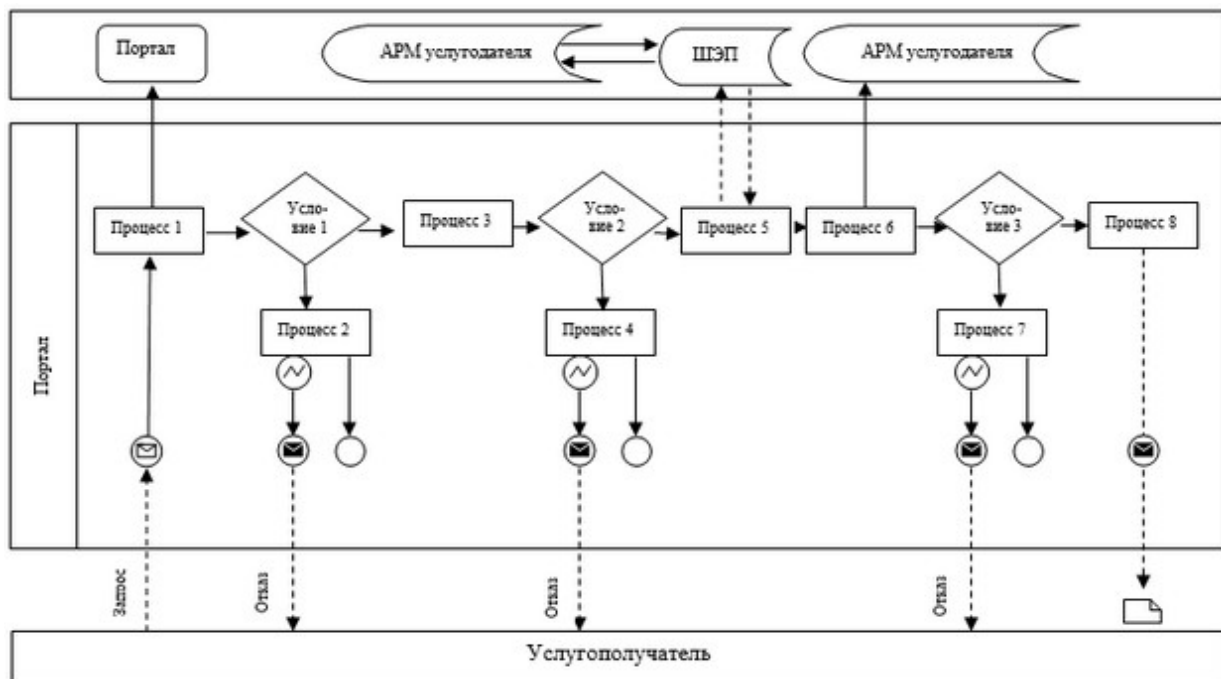 Портал
АРМ услугодателя
ШЭП
АРМ услугодателя
Портал
Процесс 1
Усло-
вие 1
Процесс 3
Усло-
вие 2
Процесс 5
Процесс 6
Усло-
вие 3
Процесс 8
Процесс 2
Процесс 4
Процесс 7
Запрос
Отказ
Отказ
Отказ
Услугополучатель